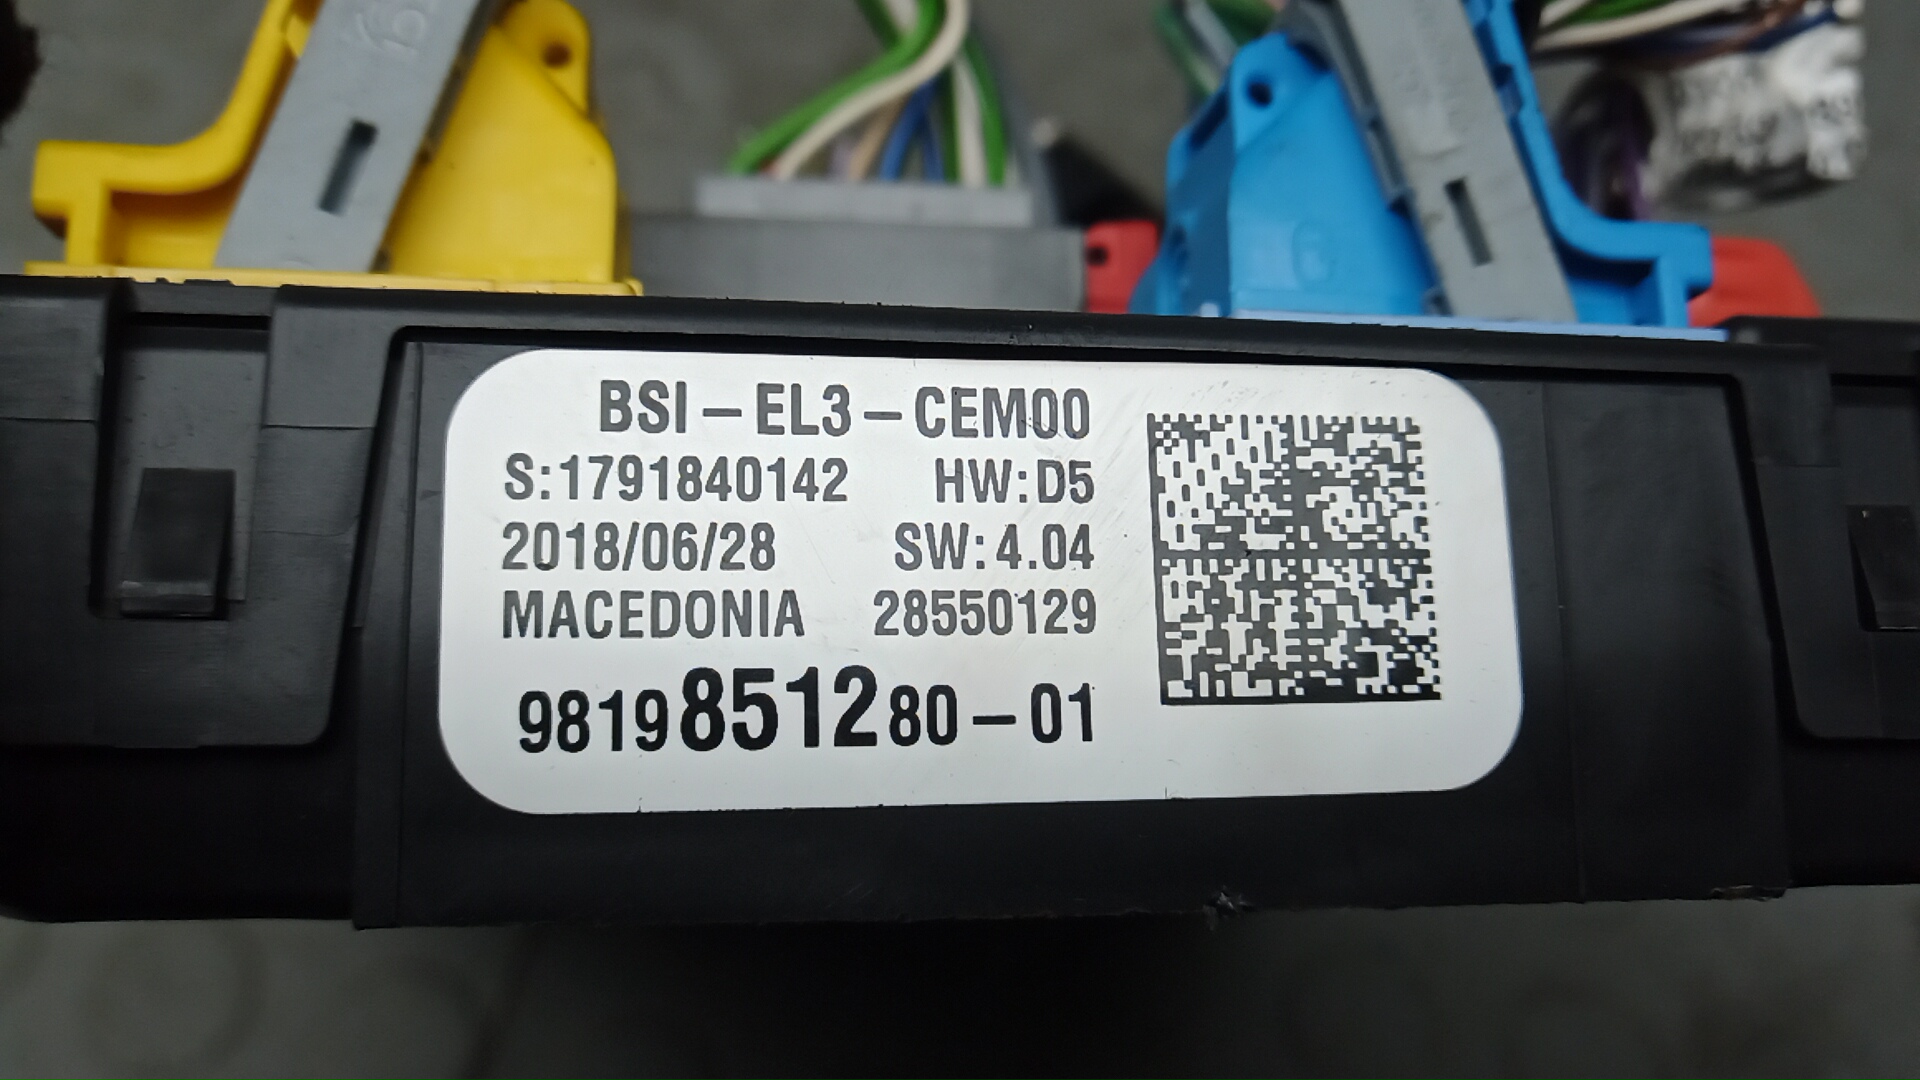 BSI-EL3-CEM00
S:1791840142 HW:D5
2018/06/28 SW:4.04
MACEDONIA 28550129
9819851280-01